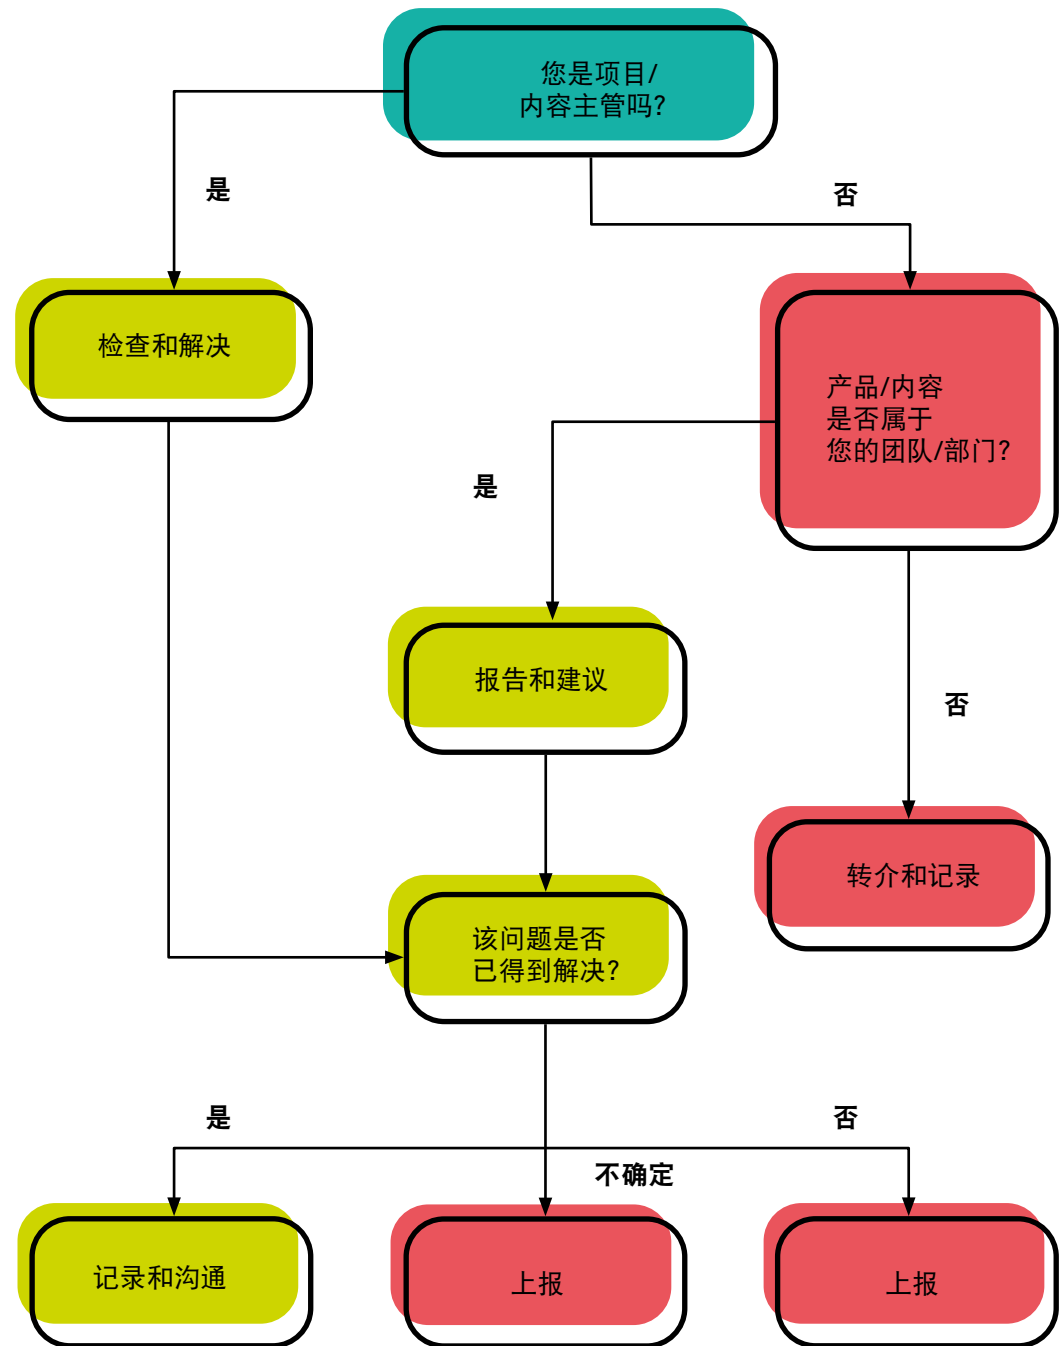 您是项目/
内容主管吗?
是
否
检查和解决
产品/内容
是否属于
您的团队/部门?
是
报告和建议
否
转介和记录
该问题是否
已得到解决?
是
否
不确定
记录和沟通
上报
上报